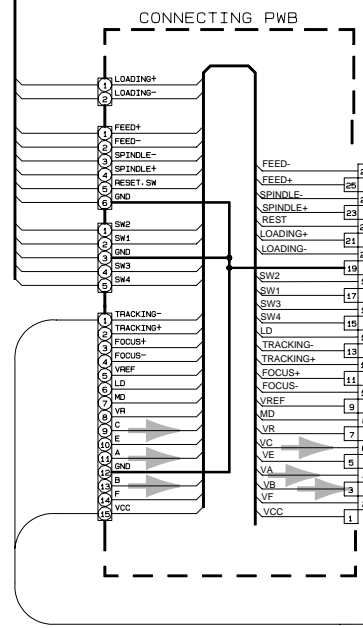 CONNECTING PWB
1 LOADING+
2 LOADING-
1 FEED+
2 FEED-
3 SPINDLE-
4 SPINDLE+
5 RESET.SW
6 GND
1 SW2
2 SW1
3 GND
4 SW3
5 SW4
1 TRACKING-
2 TRACKING+
3 FOCUS+
4 FOCUS-
5 VREF
6 LD
7 MD
8 VR
9 C
10 E
11 A
12 GND
13 B
14 F
15 VCC
FEED-
FEED+ 25
SPINDLE-
SPINDLE+ 23
REST
LOADING+ 21
LOADING-
19
SW2
SW1 17
SW3
SW4 15
LD
TRACKING- 13
TRACKING+
FOCUS+ 11
FOCUS-
VREF 9
MD
VR 7
VC
VE 5
VA
VB 3
VF
VCC 1